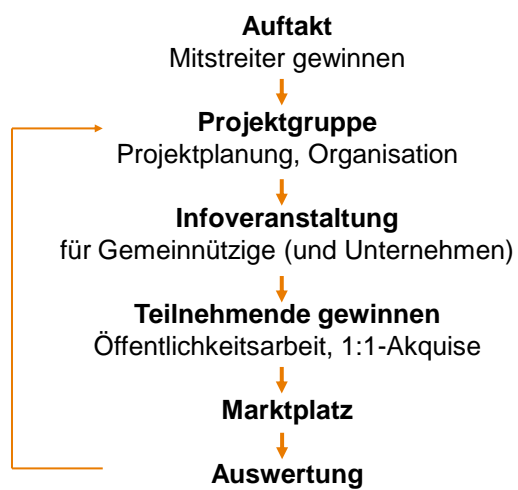 Auftakt
Mitstreiter gewinnen
Projektgruppe
Projektplanung, Organisation
Infoveranstaltung
für Gemeinnützige (und Unternehmen)
Teilnehmende gewinnen
Öffentlichkeitsarbeit, 1:1-Akquise
Marktplatz
Auswertung